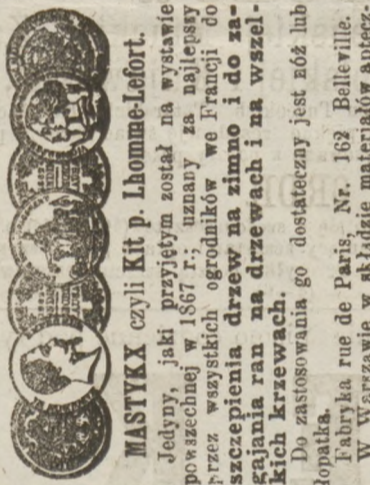 MASTYKX czyli Kit p. Lhomme-Lefort.
Jedyny, jaki przyjętym został na wystawie
powszechnej w 1867 r.; uznany za najlepszy
przez wszystkich ogrodników we Francji do
szczepienia drzew na zimno i do za-
gajania ran na drzewach i na wszel-
kich krzewach.
Do zastosowania go dostateczny jest nóż lub
łopatka.
Fabryka rue de Paris. Nr. 162 Belleville.
W Warszawie w składzie materjałów aptecz-